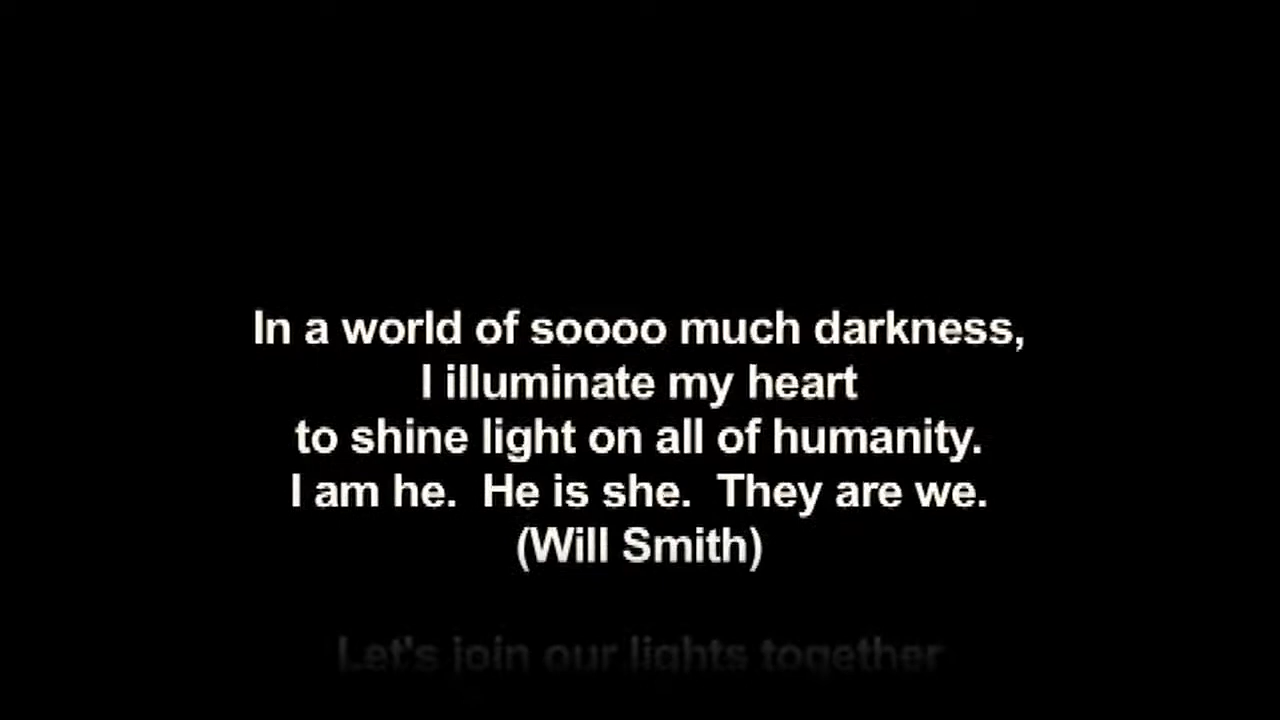 In a world of soooo much darkness,
I illuminate my heart
to shine light on all of humanity.
I am he.  He is she.  They are we.
(Will Smith)
Let's join our lights together